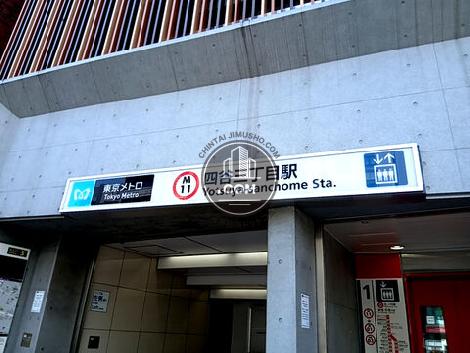 CHINTAI JIMUSHO.COM
東京メトロ
Tokyo Metro
M
11
四谷三丁目駅
Yotsuya-sanchome Sta.
1